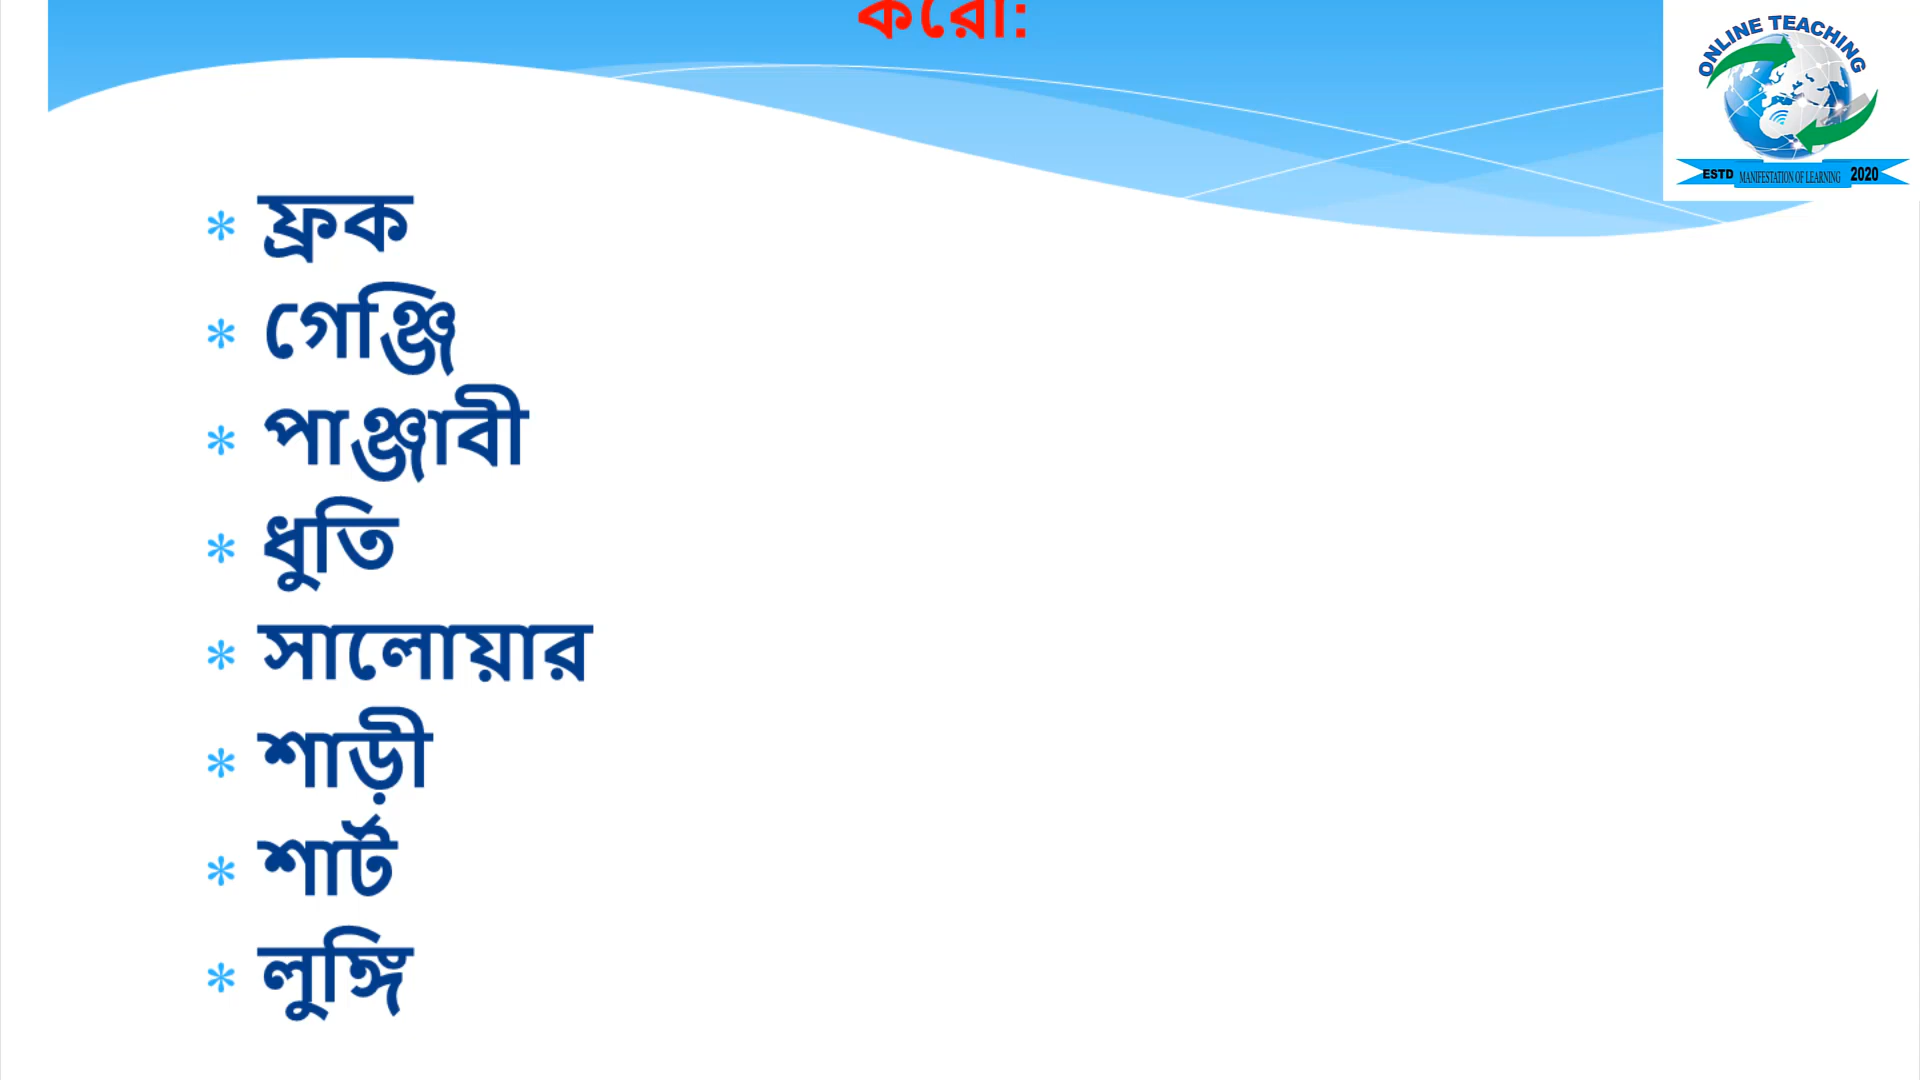 করো:
ONLINE TEACHING
ESTD MANIFESTATION OF LEARNING 2020
* ফ্রক
* গেঞ্জি
* পাঞ্জাবী
* ধুতি
* সালোয়ার
* শাড়ী
* শার্ট
* লুঙ্গি